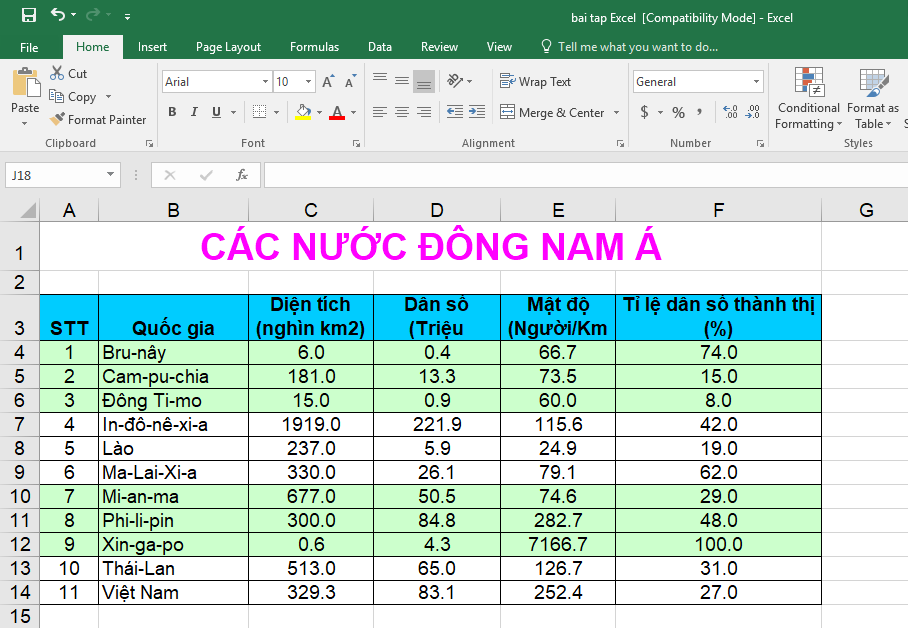 bai tap Excel [Compatibility Mode] - Excel
File Home Insert Page Layout Formulas Data Review View Tell me what you want to do...
Paste
Cut
Copy
Format Painter
Clipboard
Arial 10 A A
B I U A
Font
Wrap Text
Merge & Center
Alignment
General
$ % ,
.00 .00
Number
Conditional Formatting
Format as Table
Styles
J18 fx
A B C D E F G
1 CÁC NƯỚC ĐÔNG NAM Á
2
3 STT Quốc gia Diện tích (nghìn km2) Dân số (Triệu Mật độ (Người/Km Tỉ lệ dân số thành thị (%)
4 1 Bru-nây 6.0 0.4 66.7 74.0
5 2 Cam-pu-chia 181.0 13.3 73.5 15.0
6 3 Đông Ti-mo 15.0 0.9 60.0 8.0
7 4 In-đô-nê-xi-a 1919.0 221.9 115.6 42.0
8 5 Lào 237.0 5.9 24.9 19.0
9 6 Ma-Lai-Xi-a 330.0 26.1 79.1 62.0
10 7 Mi-an-ma 677.0 50.5 74.6 29.0
11 8 Phi-li-pin 300.0 84.8 282.7 48.0
12 9 Xin-ga-po 0.6 4.3 7166.7 100.0
13 10 Thái-Lan 513.0 65.0 126.7 31.0
14 11 Việt Nam 329.3 83.1 252.4 27.0
15